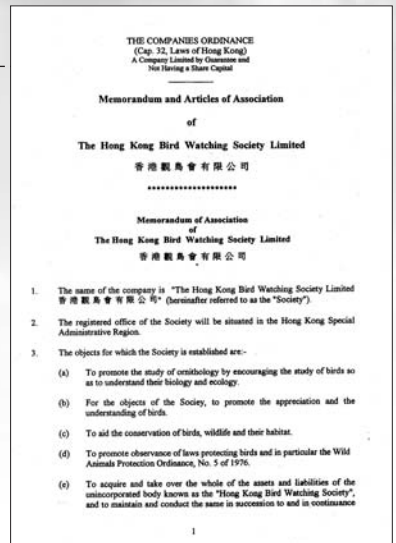 THE COMPANIES ORDINANCE
(Cap. 32, Laws of Hong Kong)
A Company Limited by Guarantee and
Not Having a Share Capital
Memorandum and Articles of Association
of
The Hong Kong Bird Watching Society Limited
香港觀鳥會有限公司
********************
Memorandum of Association
of
The Hong Kong Bird Watching Society Limited
香港觀鳥會有限公司
1. The name of the company is "The Hong Kong Bird Watching Society Limited
香港觀鳥會有限公司" (hereinafter referred to as the "Society").
2. The registered office of the Society will be situated in the Hong Kong Special
Administrative Region.
3. The objects for which the Society is established are:-
(a) To promote the study of ornithology by encouraging the study of birds so
as to understand their biology and ecology.
(b) For the objects of the Sociey, to promote the appreciation and the
understanding of birds.
(c) To aid the conservation of birds, wildlife and their habitat.
(d) To promote observance of laws protecting birds and in particular the Wild
Animals Protection Ordinance, No. 5 of 1976.
(e) To acquire and take over the whole of the assets and liabilities of the
unincorporated body known as the "Hong Kong Bird Watching Society",
and to maintain and conduct the same in succession to and in continuance
1